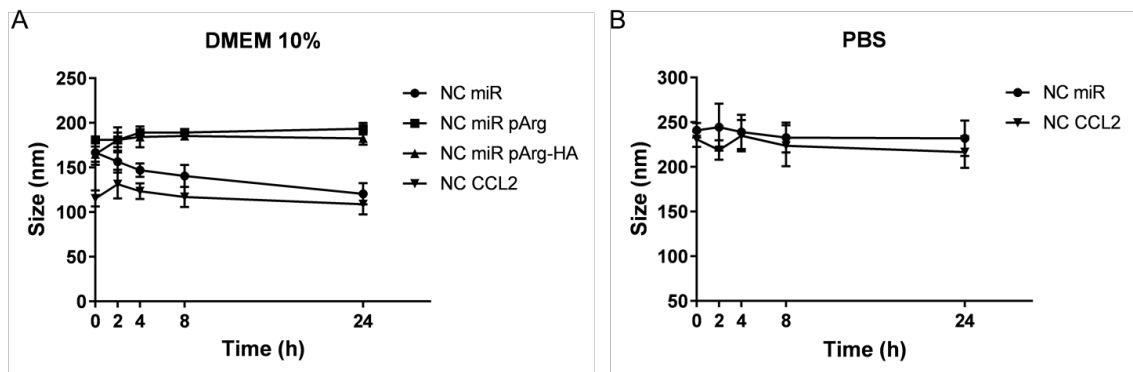 A
DMEM 10%
250
200
150
100
50
0
Size (nm)
0 2 4 8 24
Time (h)
NC miR
NC miR pArg
NC miR pArg-HA
NC CCL2
B
PBS
300
250
200
150
100
50
Size (nm)
0 2 4 8 24
Time (h)
NC miR
NC CCL2